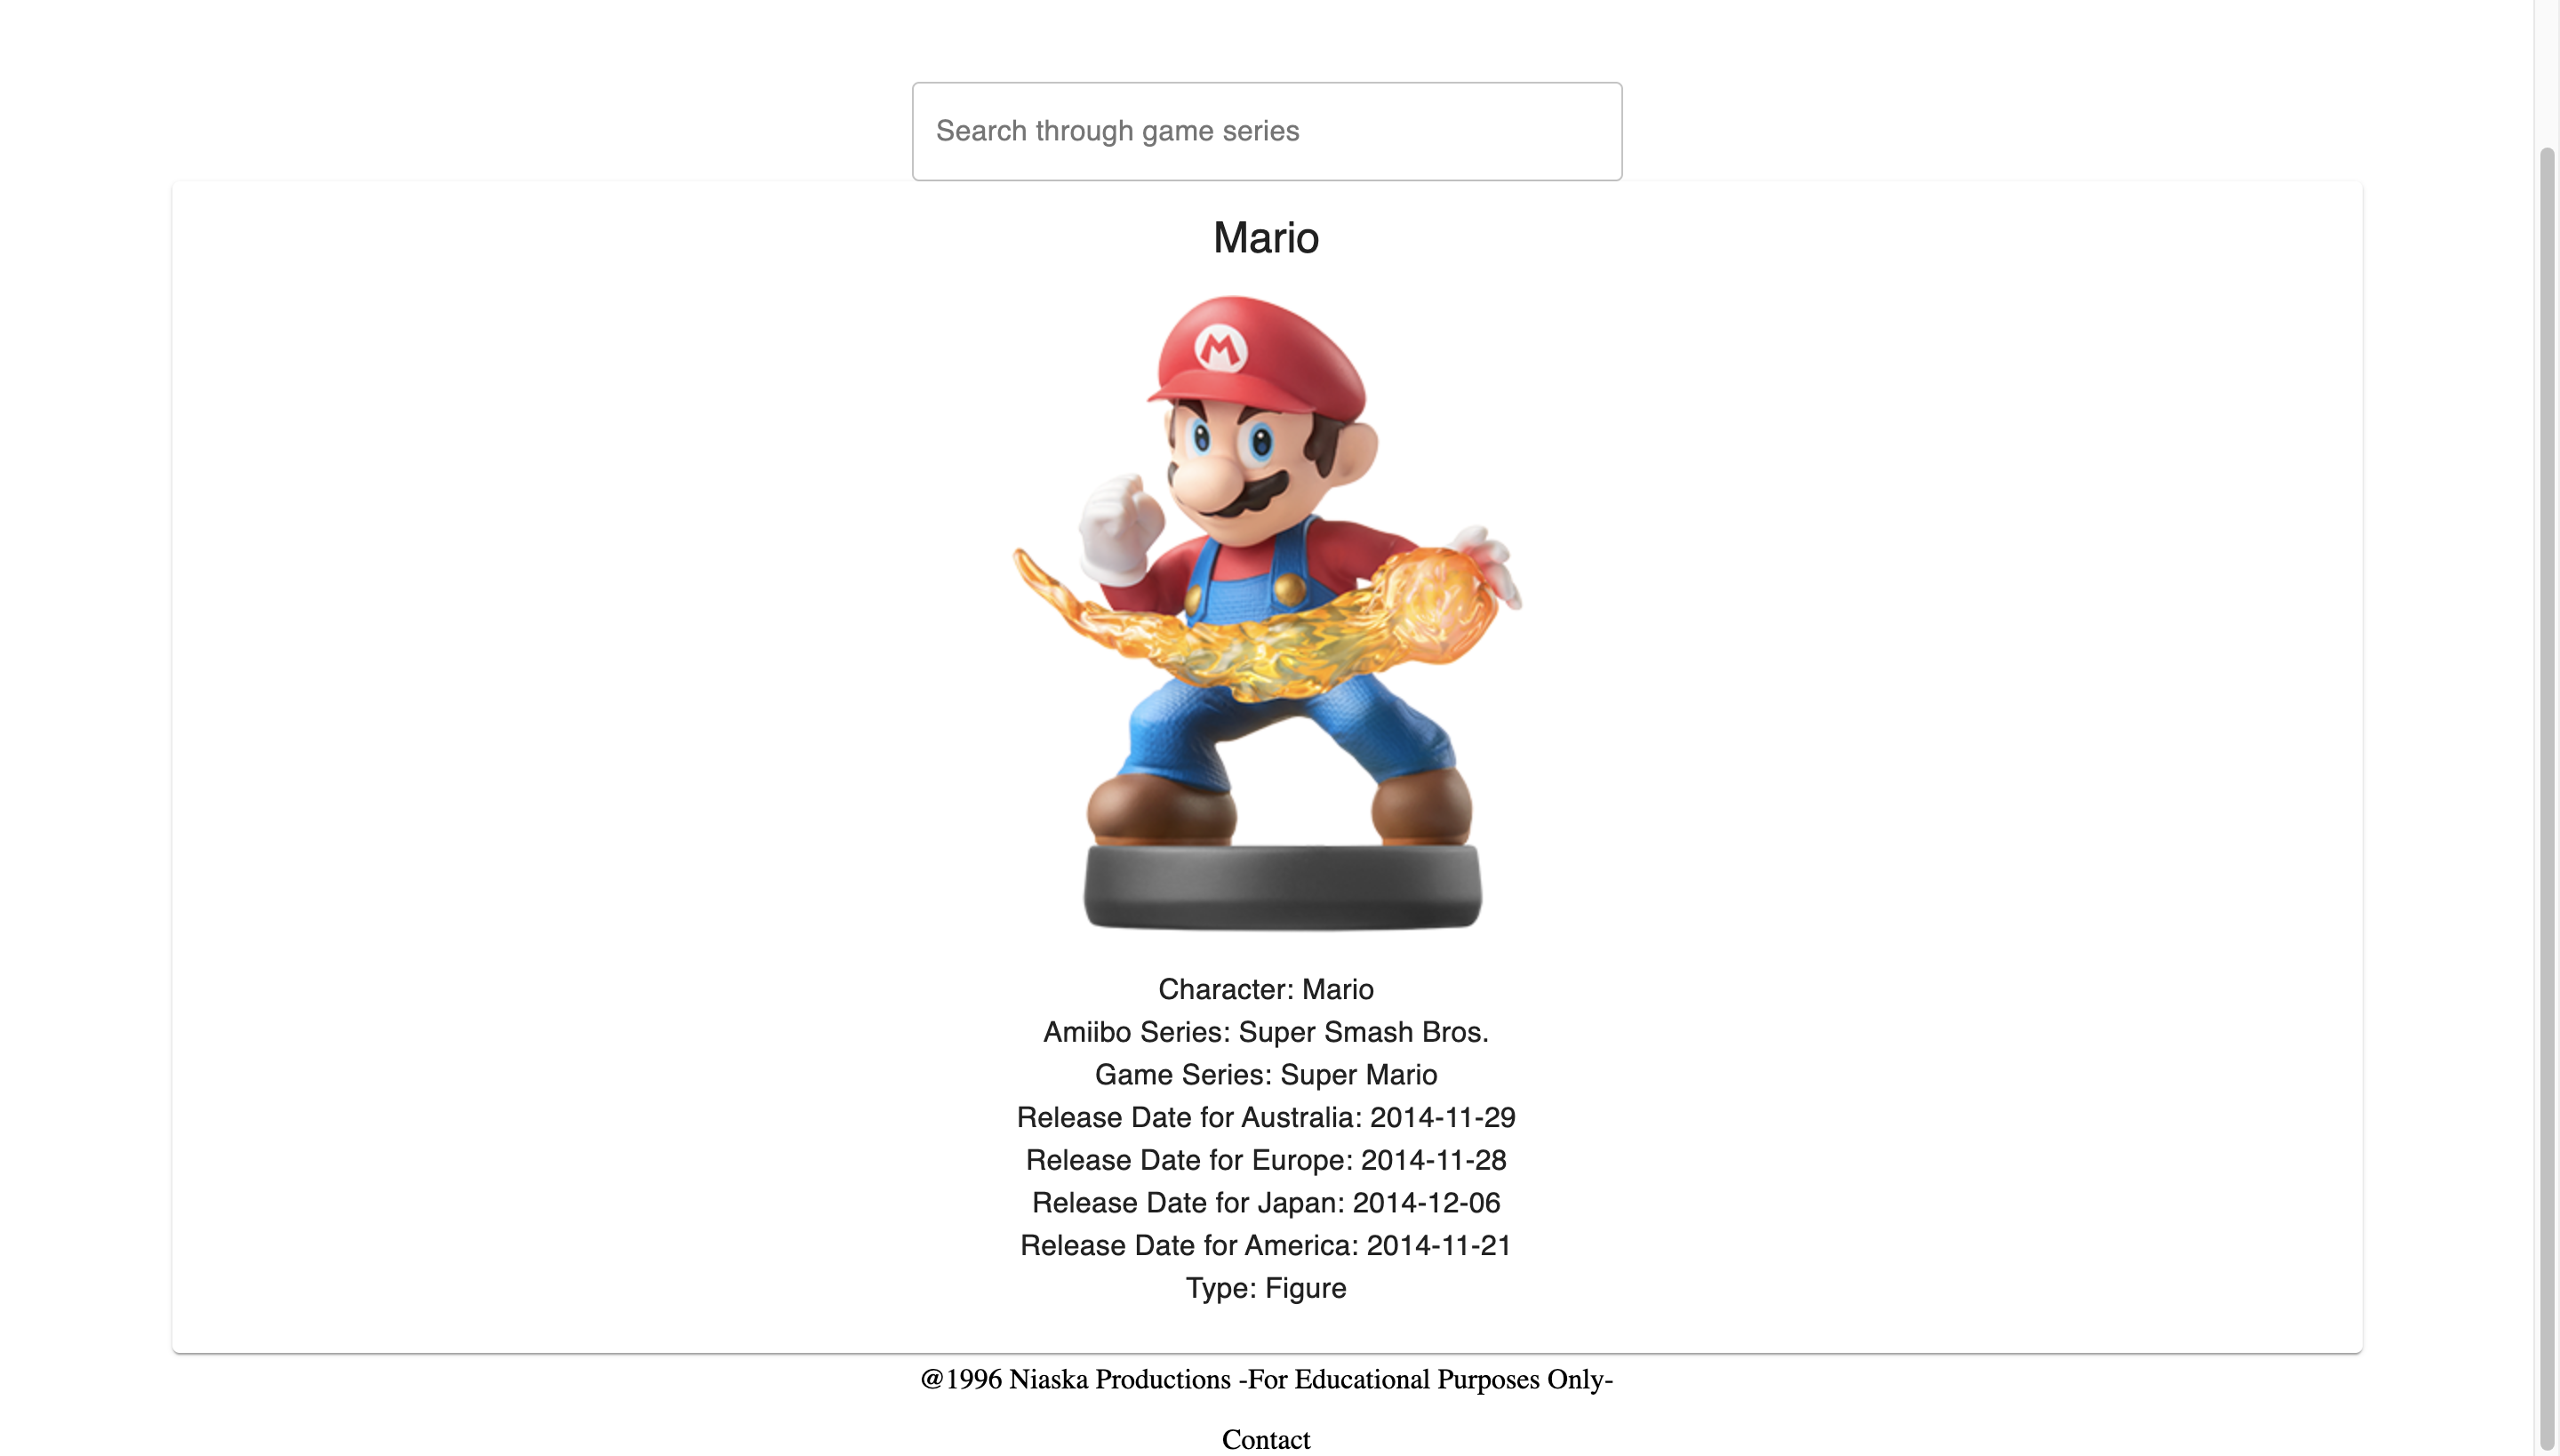 Search through game series
Mario
M
Character: Mario
Amiibo Series: Super Smash Bros.
Game Series: Super Mario
Release Date for Australia: 2014-11-29
Release Date for Europe: 2014-11-28
Release Date for Japan: 2014-12-06
Release Date for America: 2014-11-21
Type: Figure
@1996 Niaska Productions -For Educational Purposes Only-
Contact